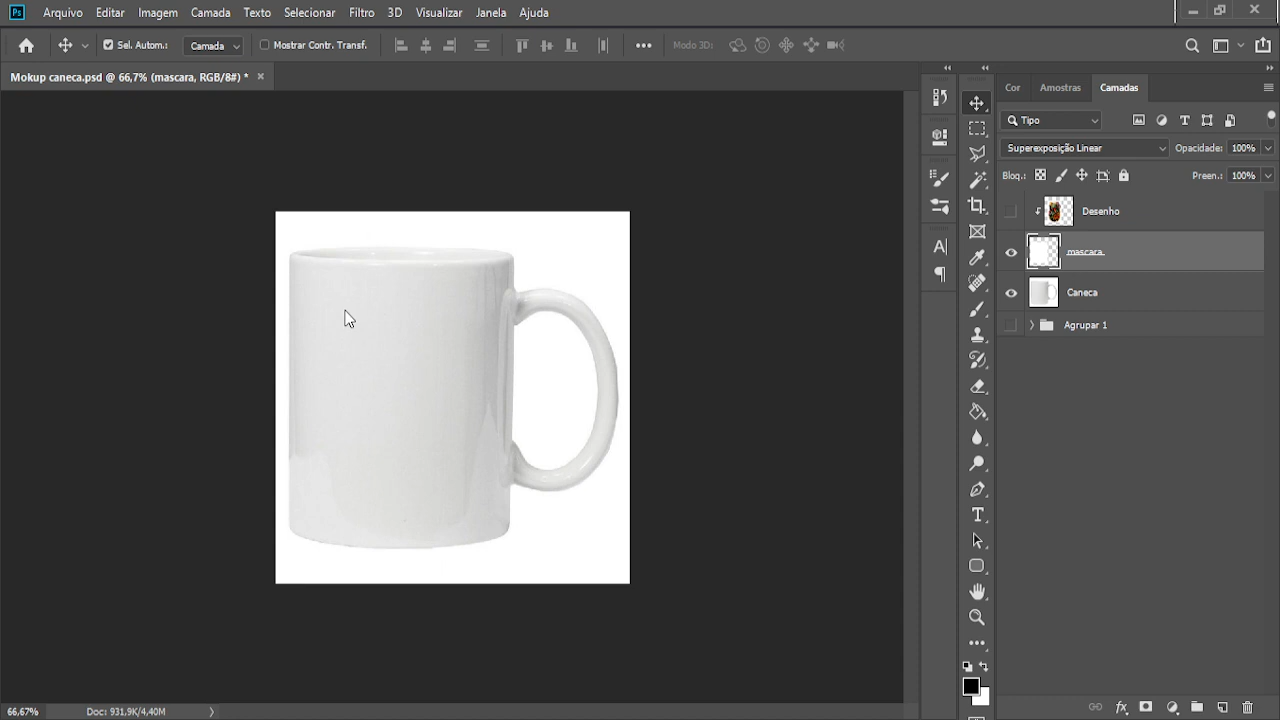 Ps Arquivo Editar Imagem Camada Texto Selecionar Filtro 3D Visualizar Janela Ajuda
Sel. Autom.: Camada Mostrar Contr. Transf. Modo 3D:
Mokup caneca.psd @ 66,7% (mascara, RGB/8#) *
Cor Amostras Camadas
Tipo
Superexposição Linear Opacidade: 100%
Bloq.: Preen.: 100%
Desenho
mascara
Caneca
Agrupar 1
66,67% Doc: 931,9K/4,40M